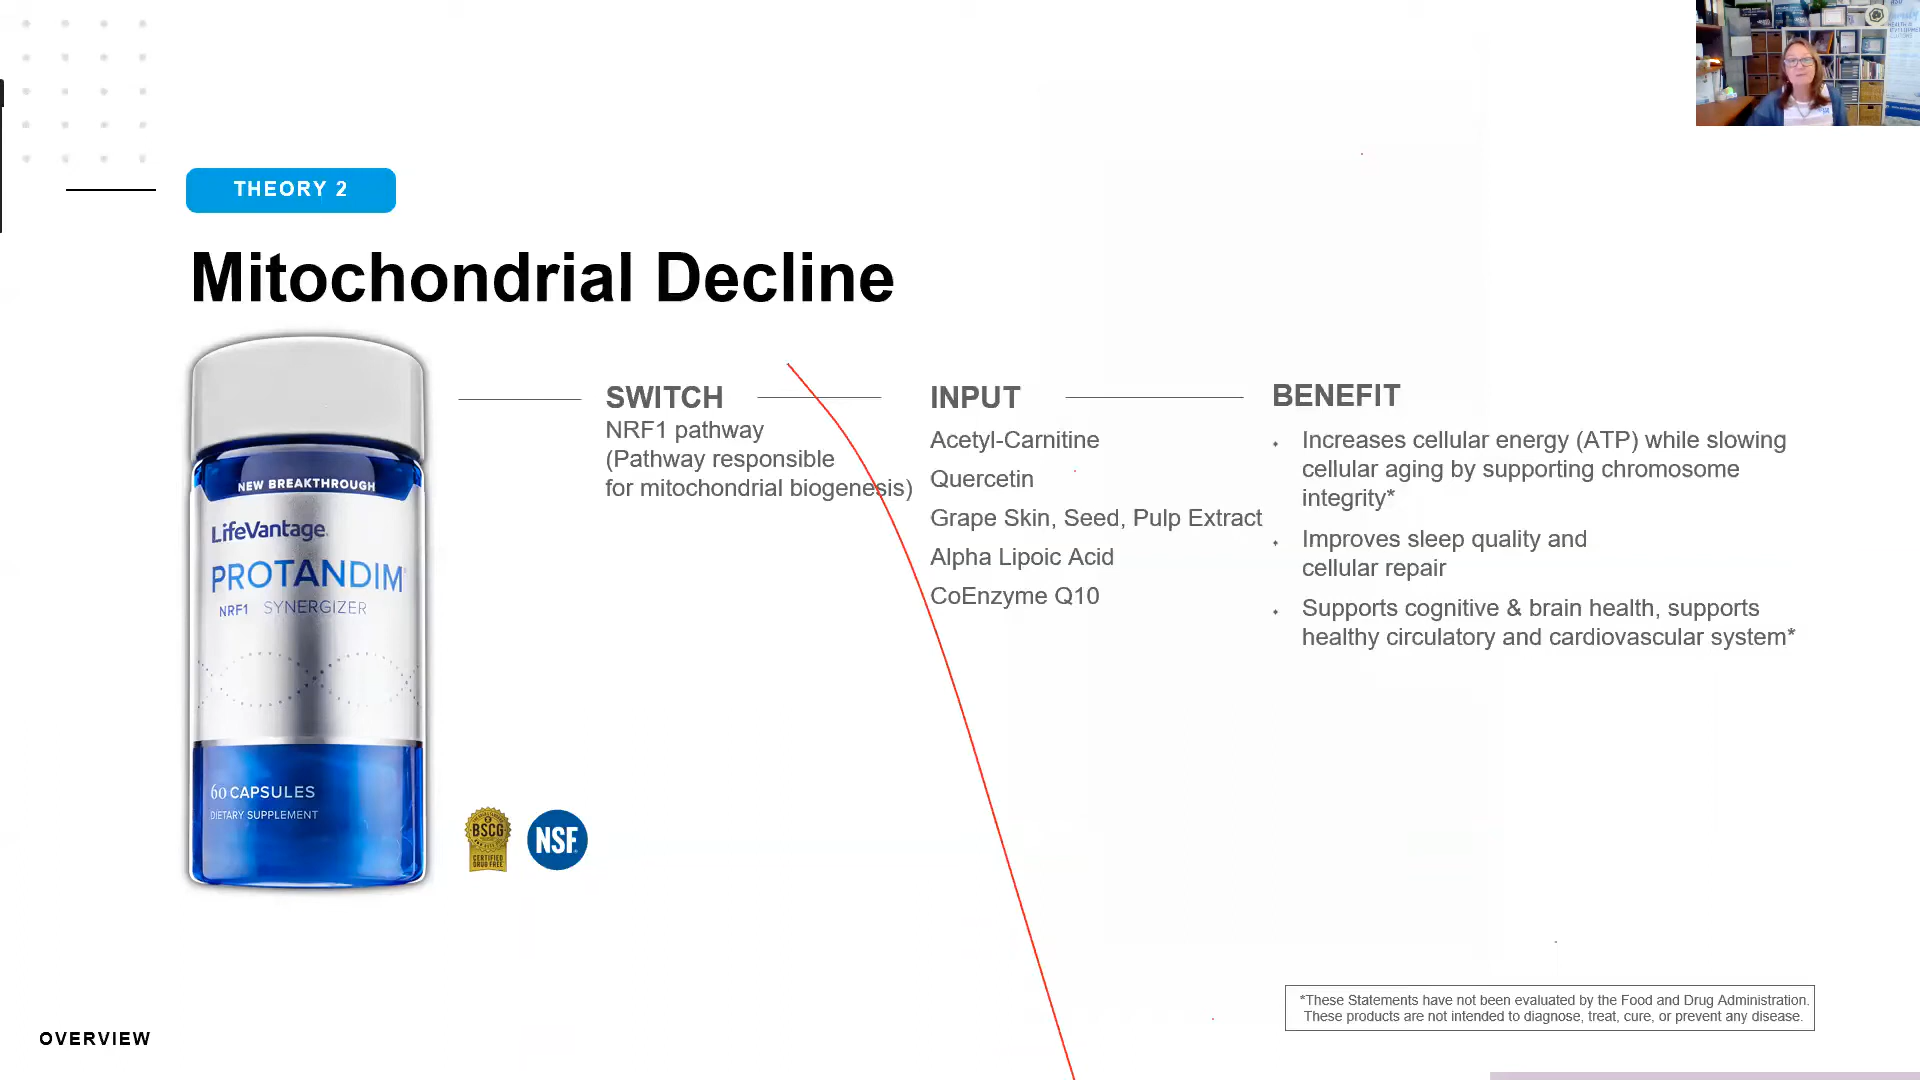 THEORY 2
Mitochondrial Decline
NEW BREAKTHROUGH
LifeVantage
PROTANDIM
NRF1 SYNERGIZER
60 CAPSULES
DIETARY SUPPLEMENT
BSCG
CERTIFIED
DRUG FREE
NSF
SWITCH
NRF1 pathway
(Pathway responsible
for mitochondrial biogenesis)
INPUT
Acetyl-Carnitine
Quercetin
Grape Skin, Seed, Pulp Extract
Alpha Lipoic Acid
CoEnzyme Q10
BENEFIT
Increases cellular energy (ATP) while slowing
cellular aging by supporting chromosome
integrity*
Improves sleep quality and
cellular repair
Supports cognitive & brain health, supports
healthy circulatory and cardiovascular system*
*These Statements have not been evaluated by the Food and Drug Administration.
These products are not intended to diagnose, treat, cure, or prevent any disease.
OVERVIEW